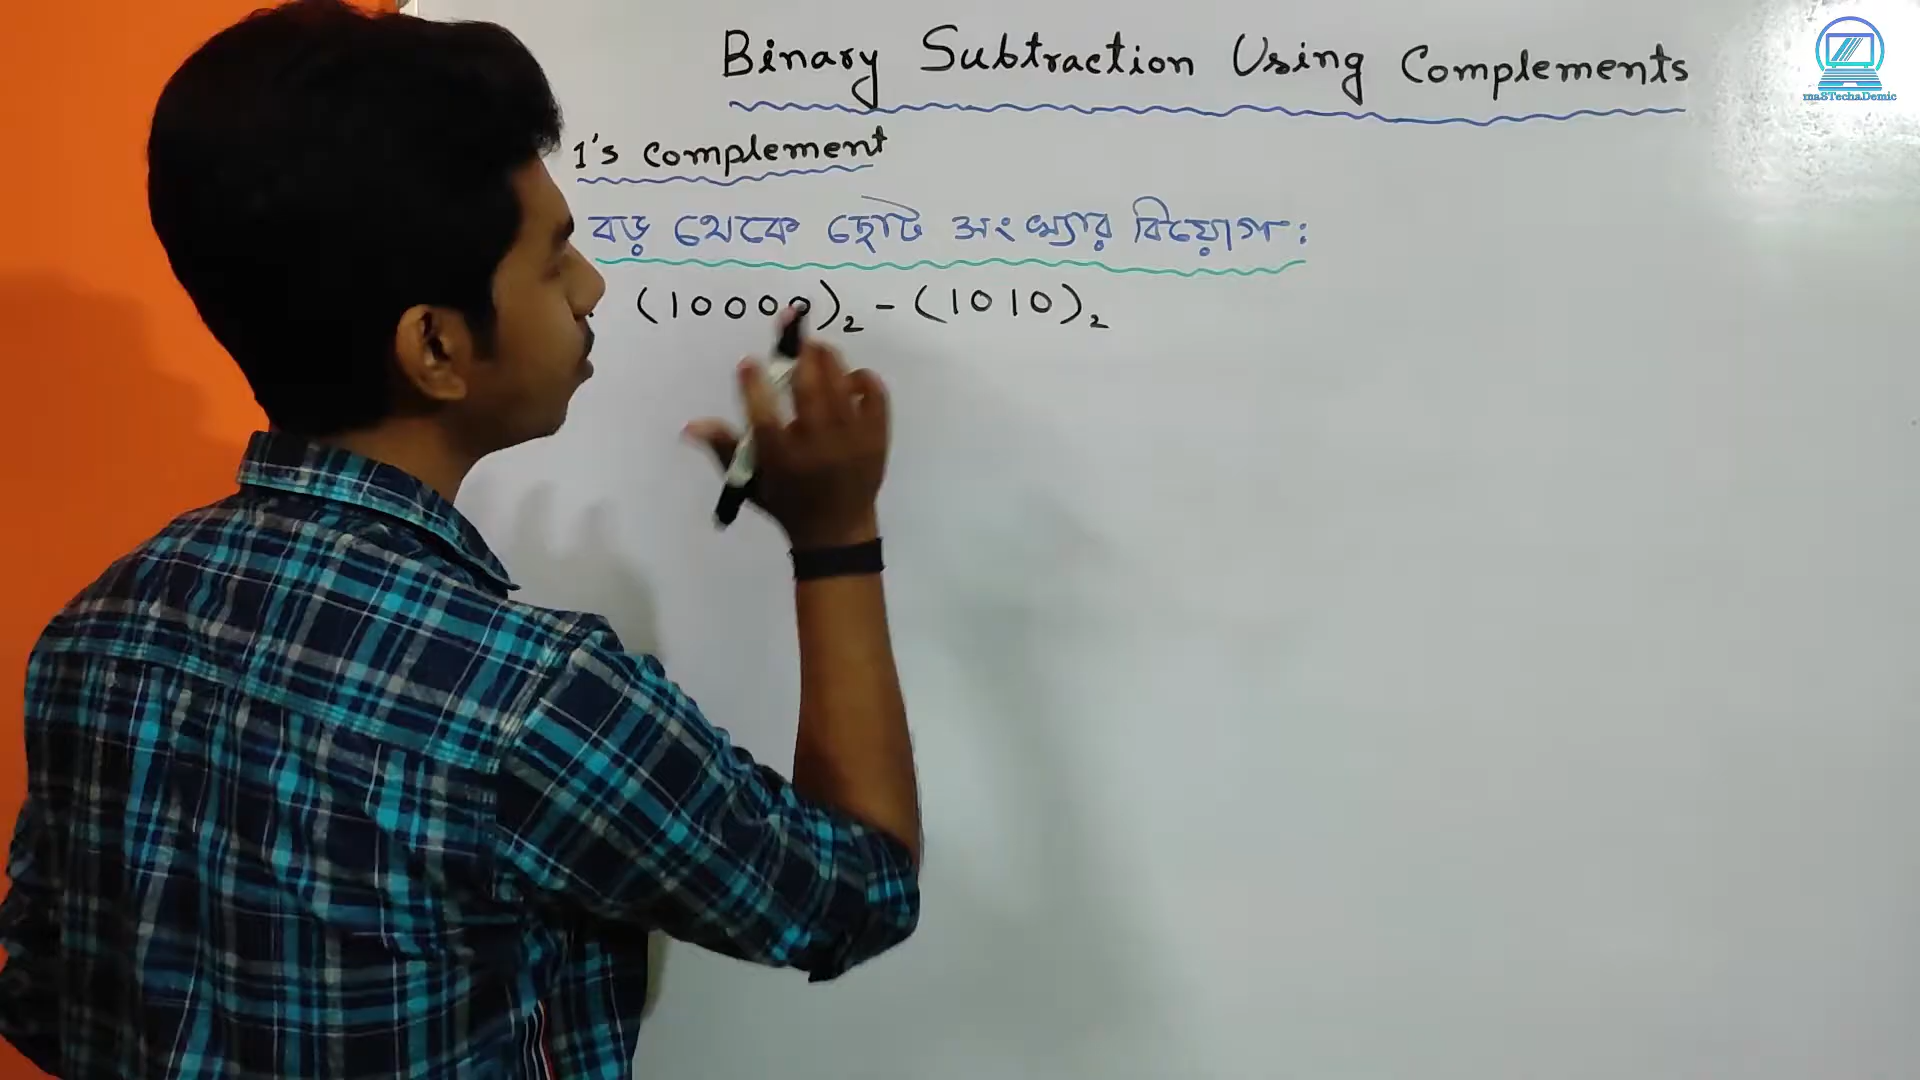 Binary Subtraction Using Complements
maSTechaDemic
1's complement
বড় থেকে ছোট সংখ্যার বিয়োগ :
(10000)₂ - (1010)₂